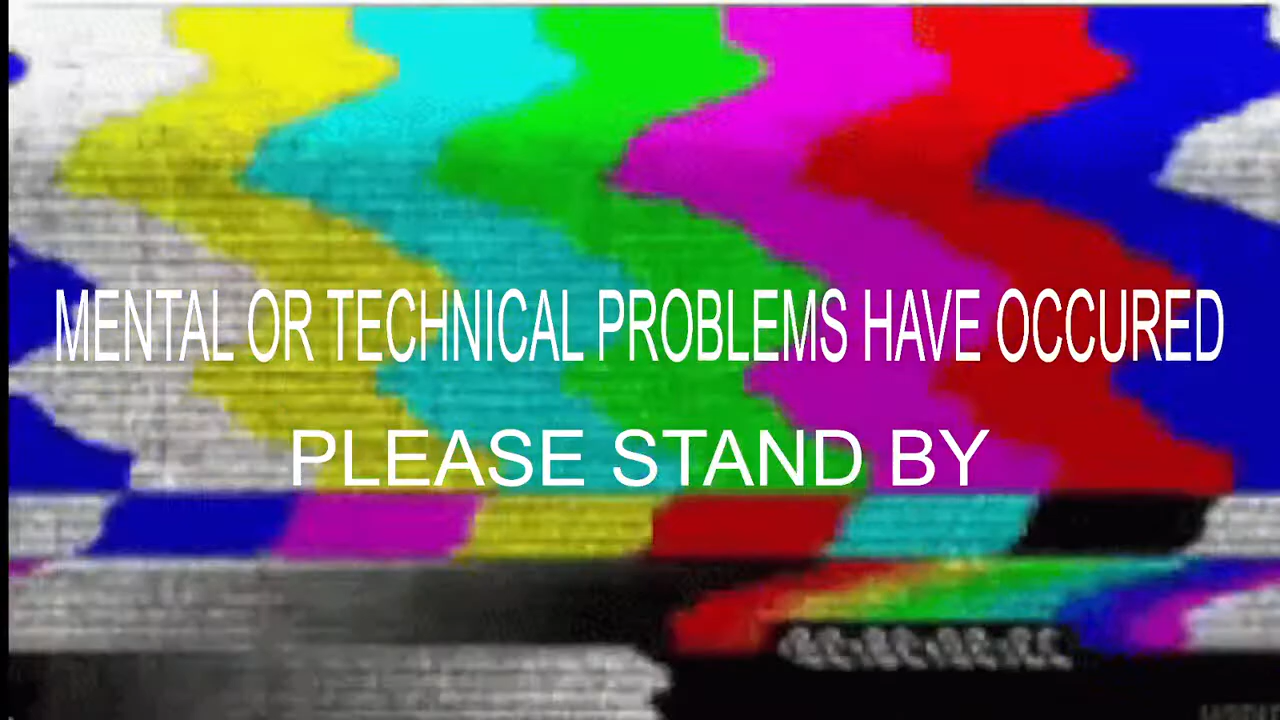 MENTAL OR TECHNICAL PROBLEMS HAVE OCCURED
PLEASE STAND BY